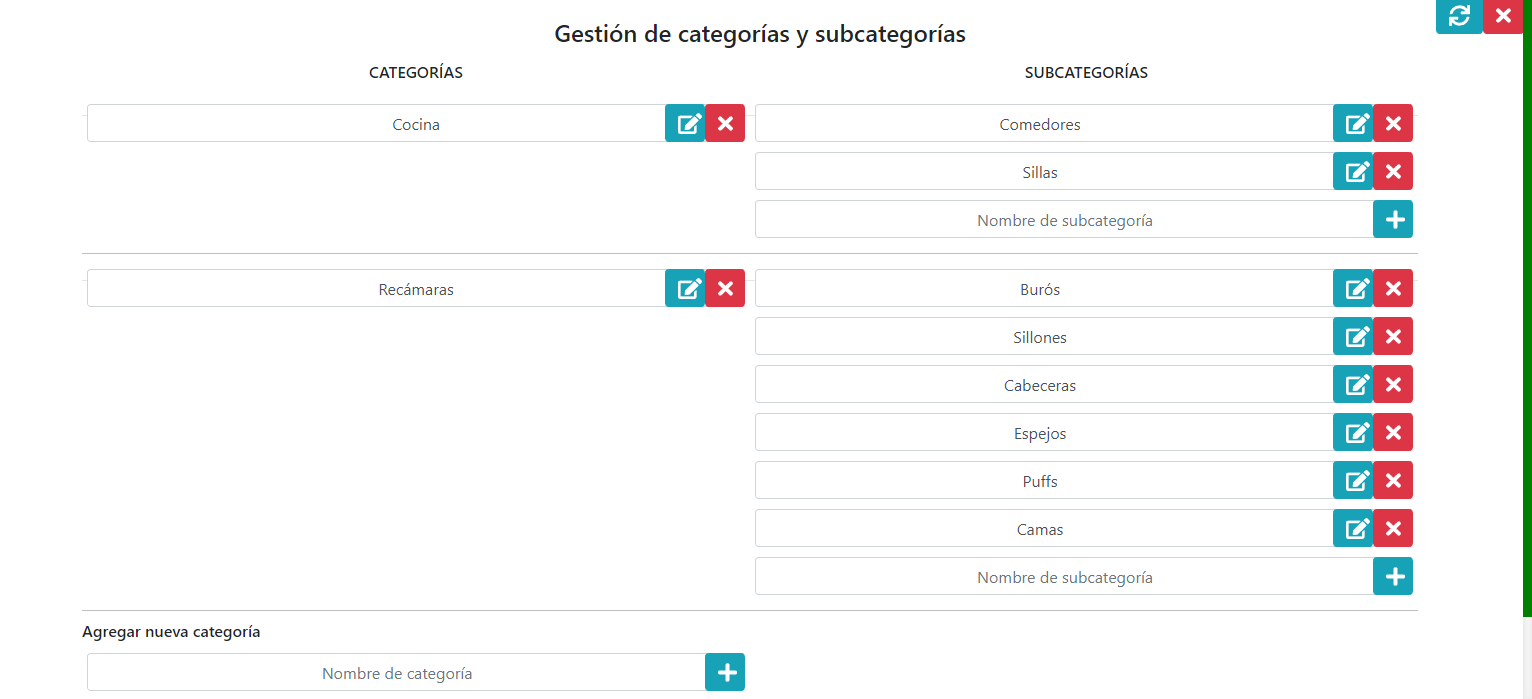 Gestión de categorías y subcategorías
CATEGORÍAS
SUBCATEGORÍAS
Cocina
Comedores
Sillas
Nombre de subcategoría
Recámaras
Burós
Sillones
Cabeceras
Espejos
Puffs
Camas
Nombre de subcategoría
Agregar nueva categoría
Nombre de categoría